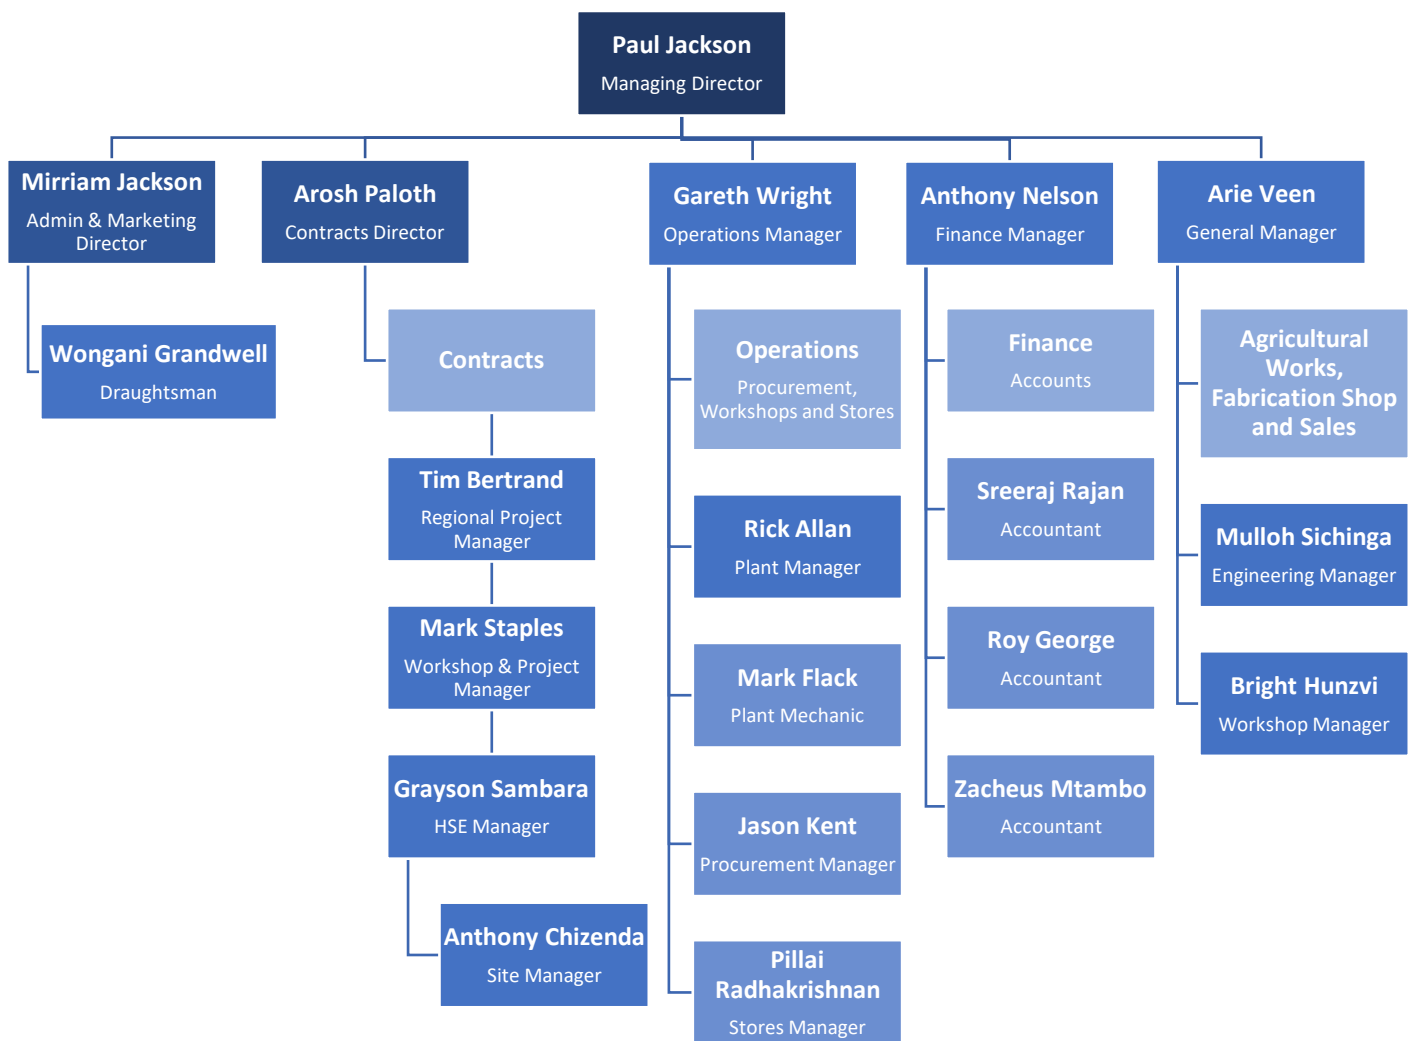 Paul Jackson
Managing Director
Mirriam Jackson
Admin & Marketing
Director
Arosh Paloth
Contracts Director
Gareth Wright
Operations Manager
Anthony Nelson
Finance Manager
Arie Veen
General Manager
Wongani Grandwell
Draughtsman
Contracts
Tim Bertrand
Regional Project
Manager
Mark Staples
Workshop & Project
Manager
Grayson Sambara
HSE Manager
Anthony Chizenda
Site Manager
Operations
Procurement,
Workshops and Stores
Rick Allan
Plant Manager
Mark Flack
Plant Mechanic
Jason Kent
Procurement Manager
Pillai
Radhakrishnan
Stores Manager
Finance
Accounts
Sreeraj Rajan
Accountant
Roy George
Accountant
Zacheus Mtambo
Accountant
Agricultural
Works,
Fabrication Shop
and Sales
Mulloh Sichinga
Engineering Manager
Bright Hunzvi
Workshop Manager